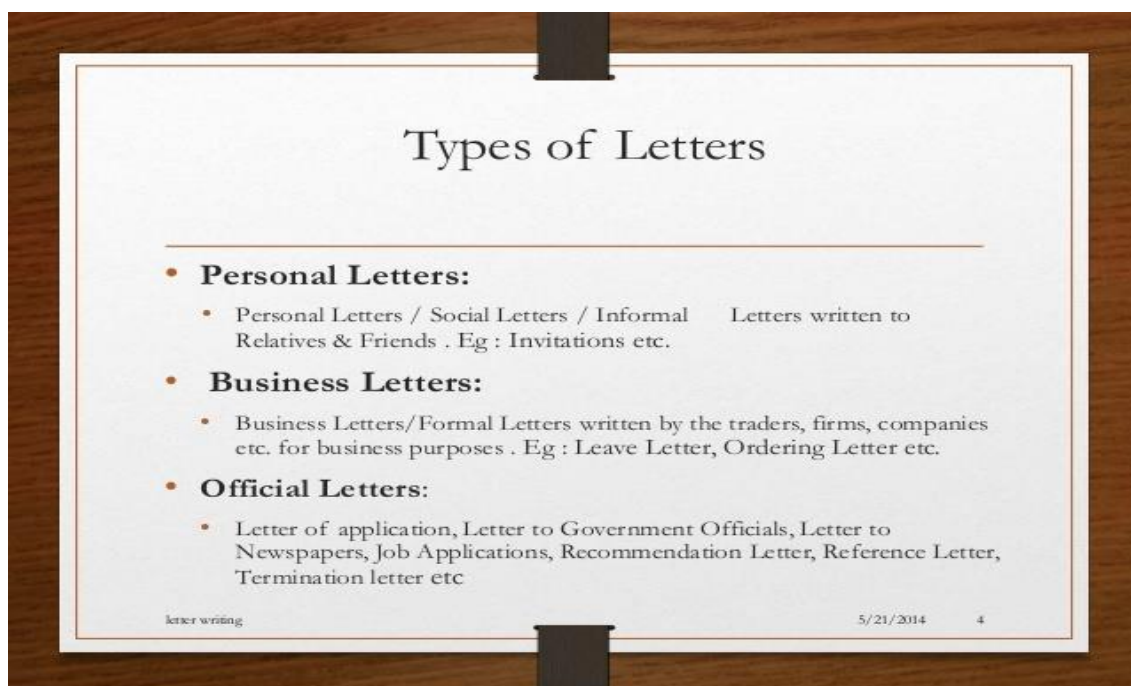 Types of Letters
• Personal Letters:
• Personal Letters / Social Letters / Informal Letters written to
Relatives & Friends . Eg : Invitations etc.
• Business Letters:
• Business Letters/Formal Letters written by the traders, firms, companies
etc. for business purposes . Eg : Leave Letter, Ordering Letter etc.
• Official Letters:
• Letter of application, Letter to Government Officials, Letter to
Newspapers, Job Applications, Recommendation Letter, Reference Letter,
Termination letter etc
letter writing 5/21/2014 4